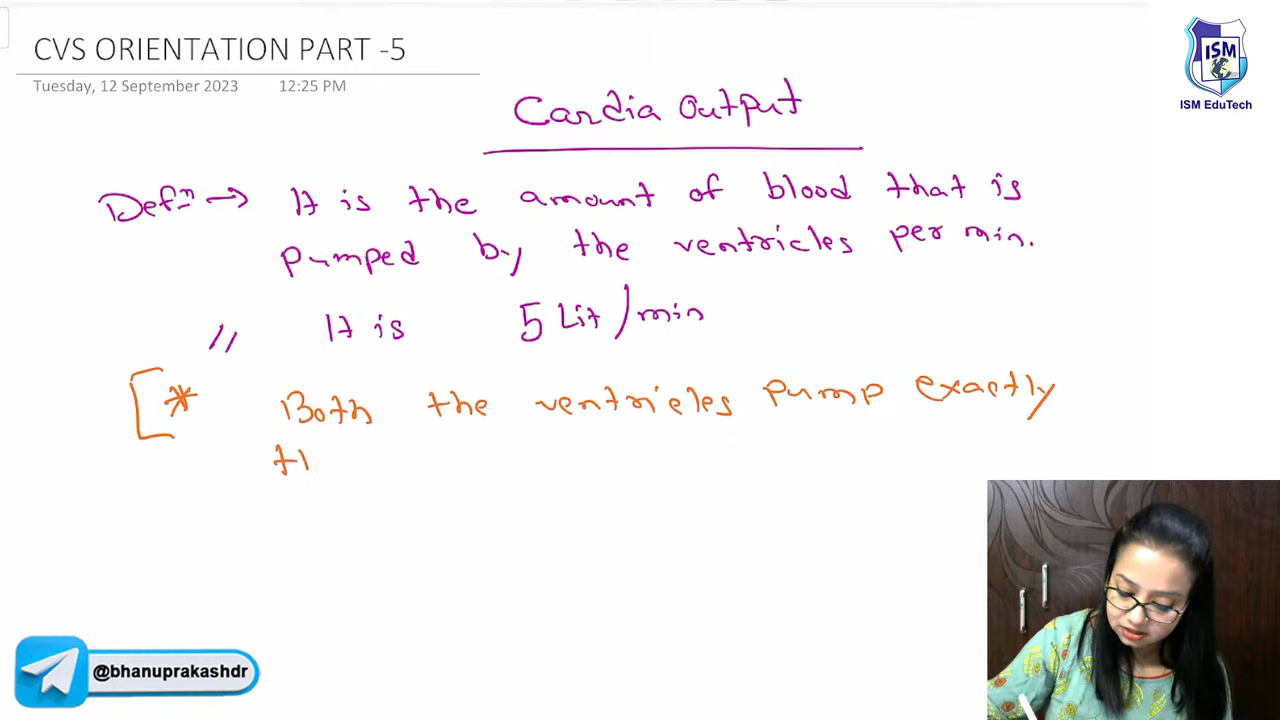 CVS ORIENTATION PART -5
Tuesday, 12 September 2023 12:25 PM
ISM
ISM EduTech
Cardia Output
Defn → It is the amount of blood that is
pumped by the ventricles per min.
// It is 5 Lit/min
[* Both the ventricles pump exactly
th
@bhanuprakashdr